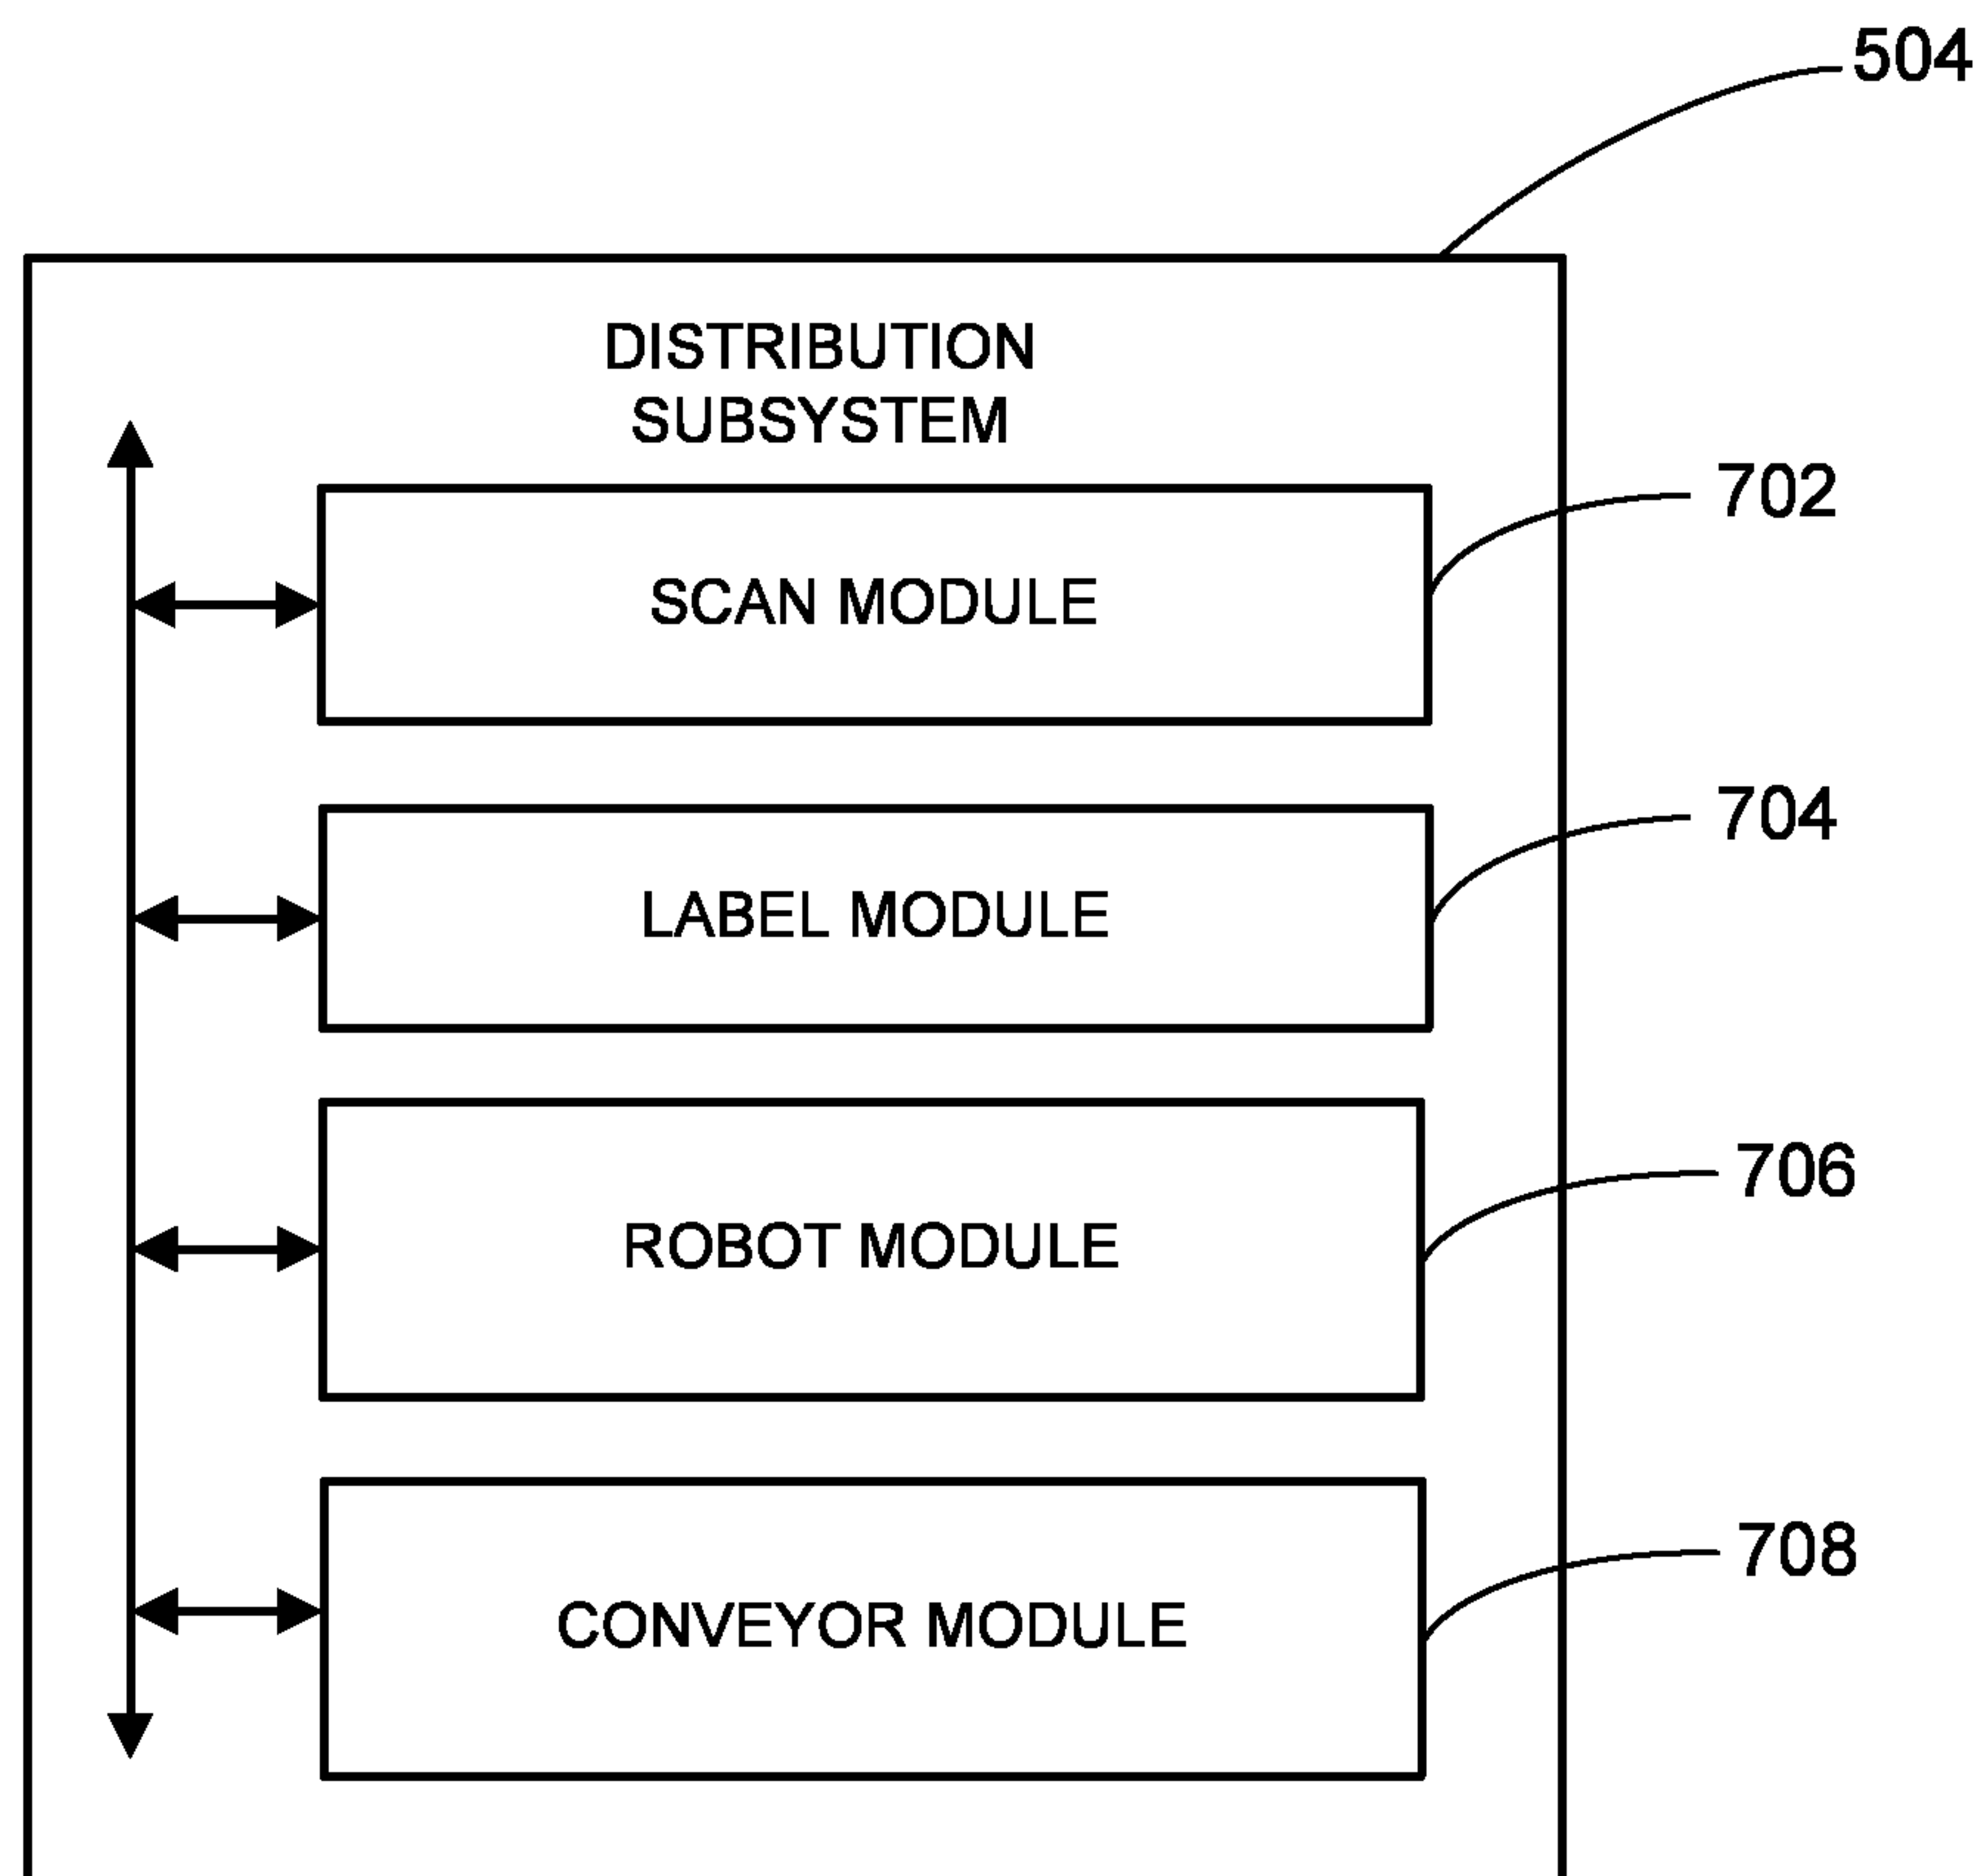 504
DISTRIBUTION
SUBSYSTEM
702
SCAN MODULE
704
LABEL MODULE
706
ROBOT MODULE
708
CONVEYOR MODULE